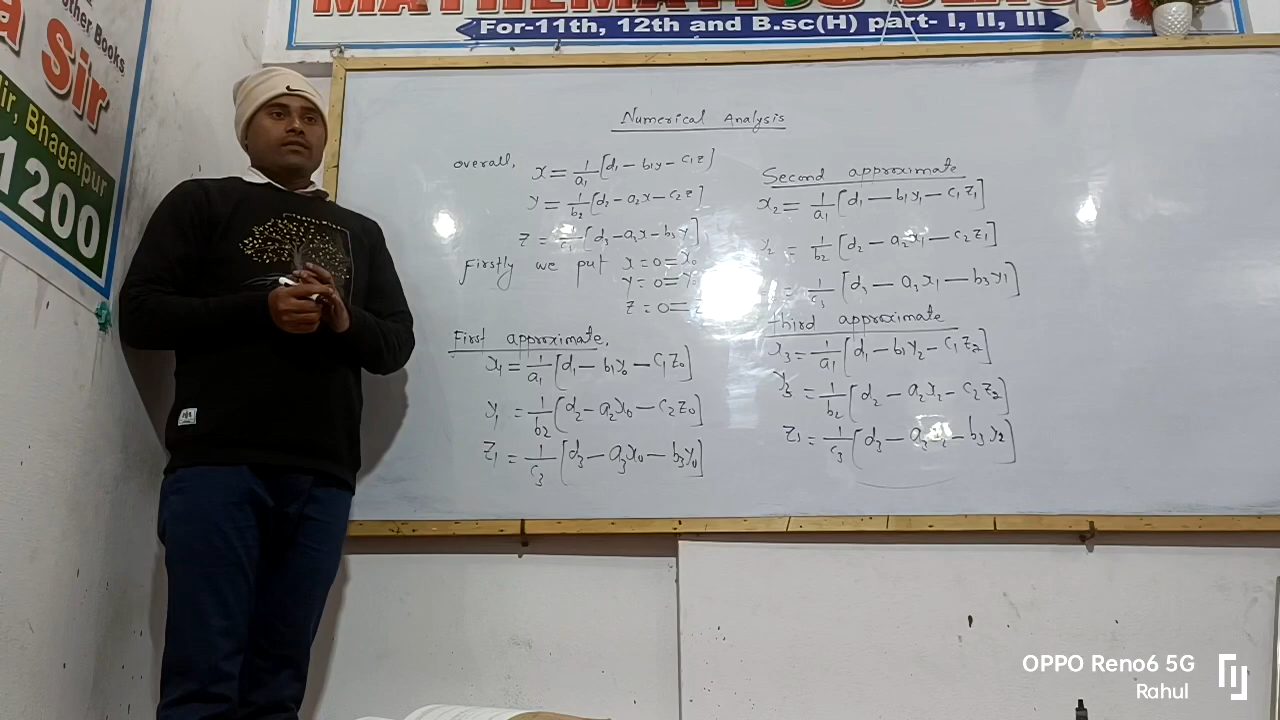 other Books
a Sir
dir, Bhagalpur
1200
MATHEMATICS CLASSES
For-11th, 12th and B.sc(H) part- I, II, III
Numerical Analysis
overall, x = 1/a₁ [d₁ - b₁y - c₁z]
y = 1/b₂ [d₂ - a₂x - c₂z]
z = 1/c₃ [d₃ - a₃x - b₃y]
Firstly we put x = 0 = x₀
y = 0 = y₀
z = 0 =
First approximate.
x₁ = 1/a₁ [d₁ - b₁y₀ - c₁z₀]
y₁ = 1/b₂ [d₂ - a₂x₀ - c₂z₀]
z₁ = 1/c₃ [d₃ - a₃x₀ - b₃y₀]
Second approximate
x₂ = 1/a₁ [d₁ - b₁y₁ - c₁z₁]
y₂ = 1/b₂ [d₂ - a₂x₁ - c₂z₁]
= 1/c₃ [d₃ - a₃x₁ - b₃y₁]
third approximate
x₃ = 1/a₁ [d₁ - b₁y₂ - c₁z₂]
y₃ = 1/b₂ [d₂ - a₂x₂ - c₂z₂]
z₃ = 1/c₃ [d₃ - a₃x₂ - b₃y₂]
OPPO Reno6 5G
Rahul